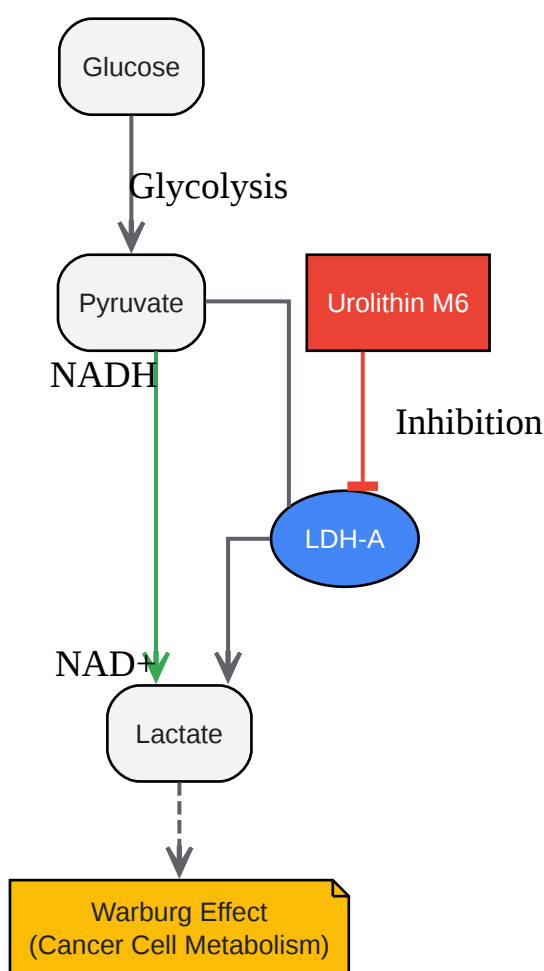 Glucose
Glycolysis
Pyruvate
Urolithin M6
NADH
Inhibition
LDH-A
NAD+
Lactate
Warburg Effect
(Cancer Cell Metabolism)